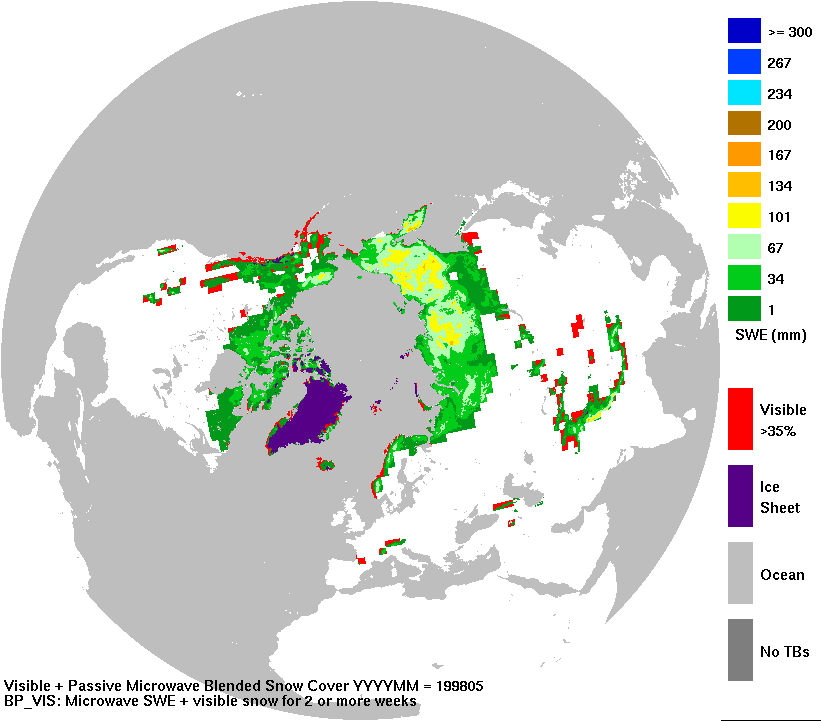 >= 300
267
234
200
167
134
101
67
34
1
SWE (mm)
Visible
>35%
Ice
Sheet
Ocean
No TBs
Visible + Passive Microwave Blended Snow Cover YYYYMM = 199805
BP_VIS: Microwave SWE + visible snow for 2 or more weeks